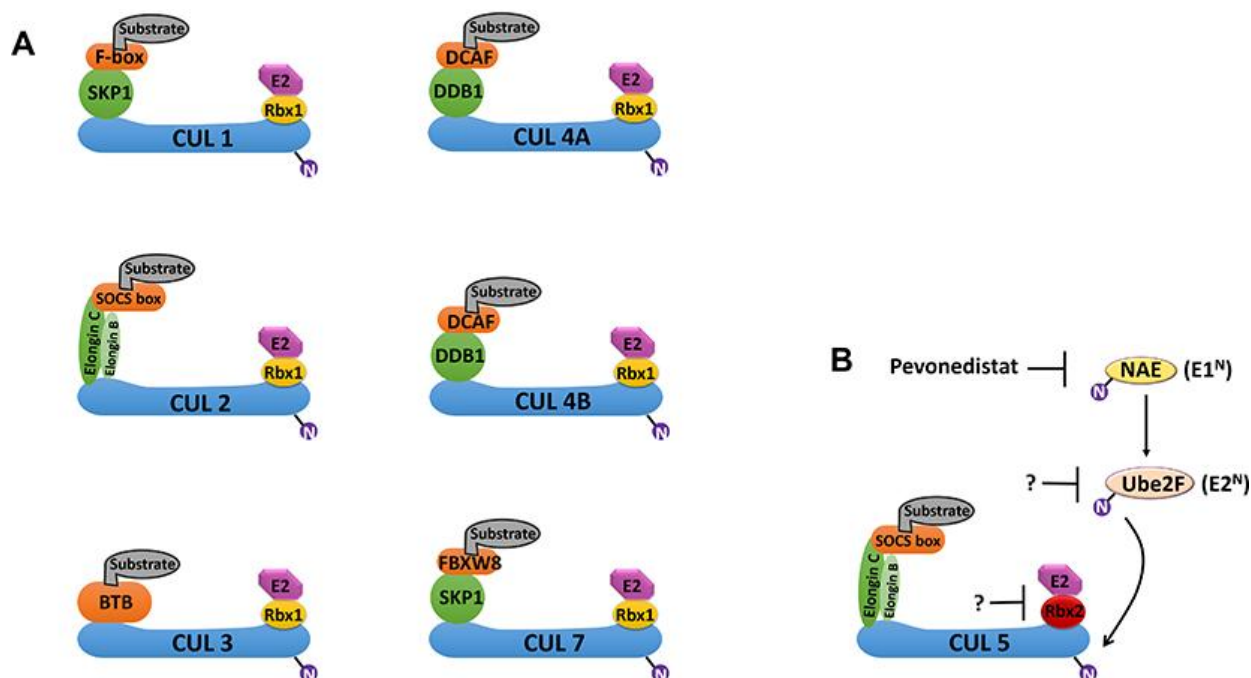 A
Substrate
F-box
SKP1
E2
Rbx1
CUL 1
N
Substrate
DCAF
DDB1
E2
Rbx1
CUL 4A
N
Substrate
SOCS box
Elongin C
Elongin B
E2
Rbx1
CUL 2
N
Substrate
DCAF
DDB1
E2
Rbx1
CUL 4B
N
Substrate
BTB
E2
Rbx1
CUL 3
N
Substrate
FBXW8
SKP1
E2
Rbx1
CUL 7
N
B
Pevonedistat
NAE (E1ᴺ)
N
? Ube2F (E2ᴺ)
N
Substrate
SOCS box
Elongin C
Elongin B
?
E2
Rbx2
CUL 5
N